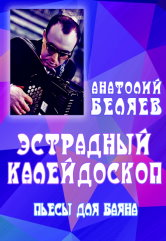 АНАТОЛИЙ
БЕЛЯЕВ
ЭСТРАДНЫЙ
КАЛЕЙДОСКОП
ПЬЕСЫ ДЛЯ БАЯНА